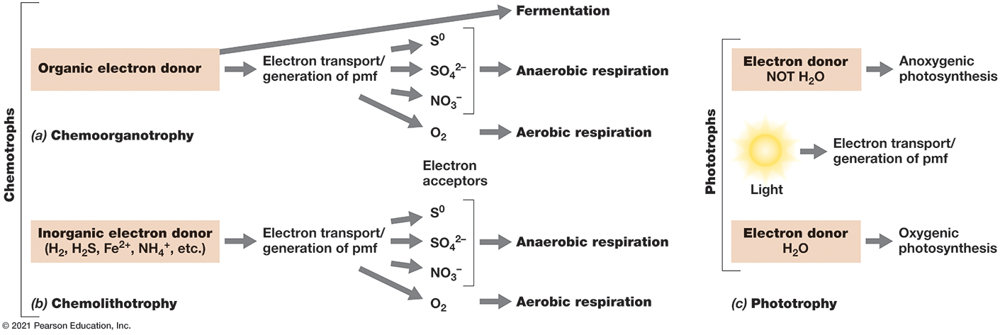 Chemotrophs
Fermentation
Organic electron donor
Electron transport/
generation of pmf
S⁰
SO₄²⁻
NO₃⁻
O₂
Anaerobic respiration
Aerobic respiration
(a) Chemoorganotrophy
Electron
acceptors
Inorganic electron donor
(H₂, H₂S, Fe²⁺, NH₄⁺, etc.)
Electron transport/
generation of pmf
S⁰
SO₄²⁻
NO₃⁻
O₂
Anaerobic respiration
Aerobic respiration
(b) Chemolithotrophy
Phototrophs
Electron donor
NOT H₂O
Anoxygenic
photosynthesis
Light
Electron transport/
generation of pmf
Electron donor
H₂O
Oxygenic
photosynthesis
(c) Phototrophy
© 2021 Pearson Education, Inc.